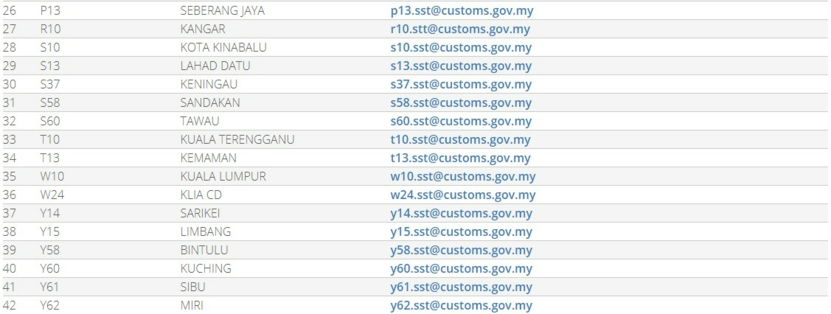 26 P13 SEBERANG JAYA p13.sst@customs.gov.my
27 R10 KANGAR r10.stt@customs.gov.my
28 S10 KOTA KINABALU s10.sst@customs.gov.my
29 S13 LAHAD DATU s13.sst@customs.gov.my
30 S37 KENINGAU s37.sst@customs.gov.my
31 S58 SANDAKAN s58.sst@customs.gov.my
32 S60 TAWAU s60.sst@customs.gov.my
33 T10 KUALA TERENGGANU t10.sst@customs.gov.my
34 T13 KEMAMAN t13.sst@customs.gov.my
35 W10 KUALA LUMPUR w10.sst@customs.gov.my
36 W24 KLIA CD w24.sst@customs.gov.my
37 Y14 SARIKEI y14.sst@customs.gov.my
38 Y15 LIMBANG y15.sst@customs.gov.my
39 Y58 BINTULU y58.sst@customs.gov.my
40 Y60 KUCHING y60.sst@customs.gov.my
41 Y61 SIBU y61.sst@customs.gov.my
42 Y62 MIRI y62.sst@customs.gov.my